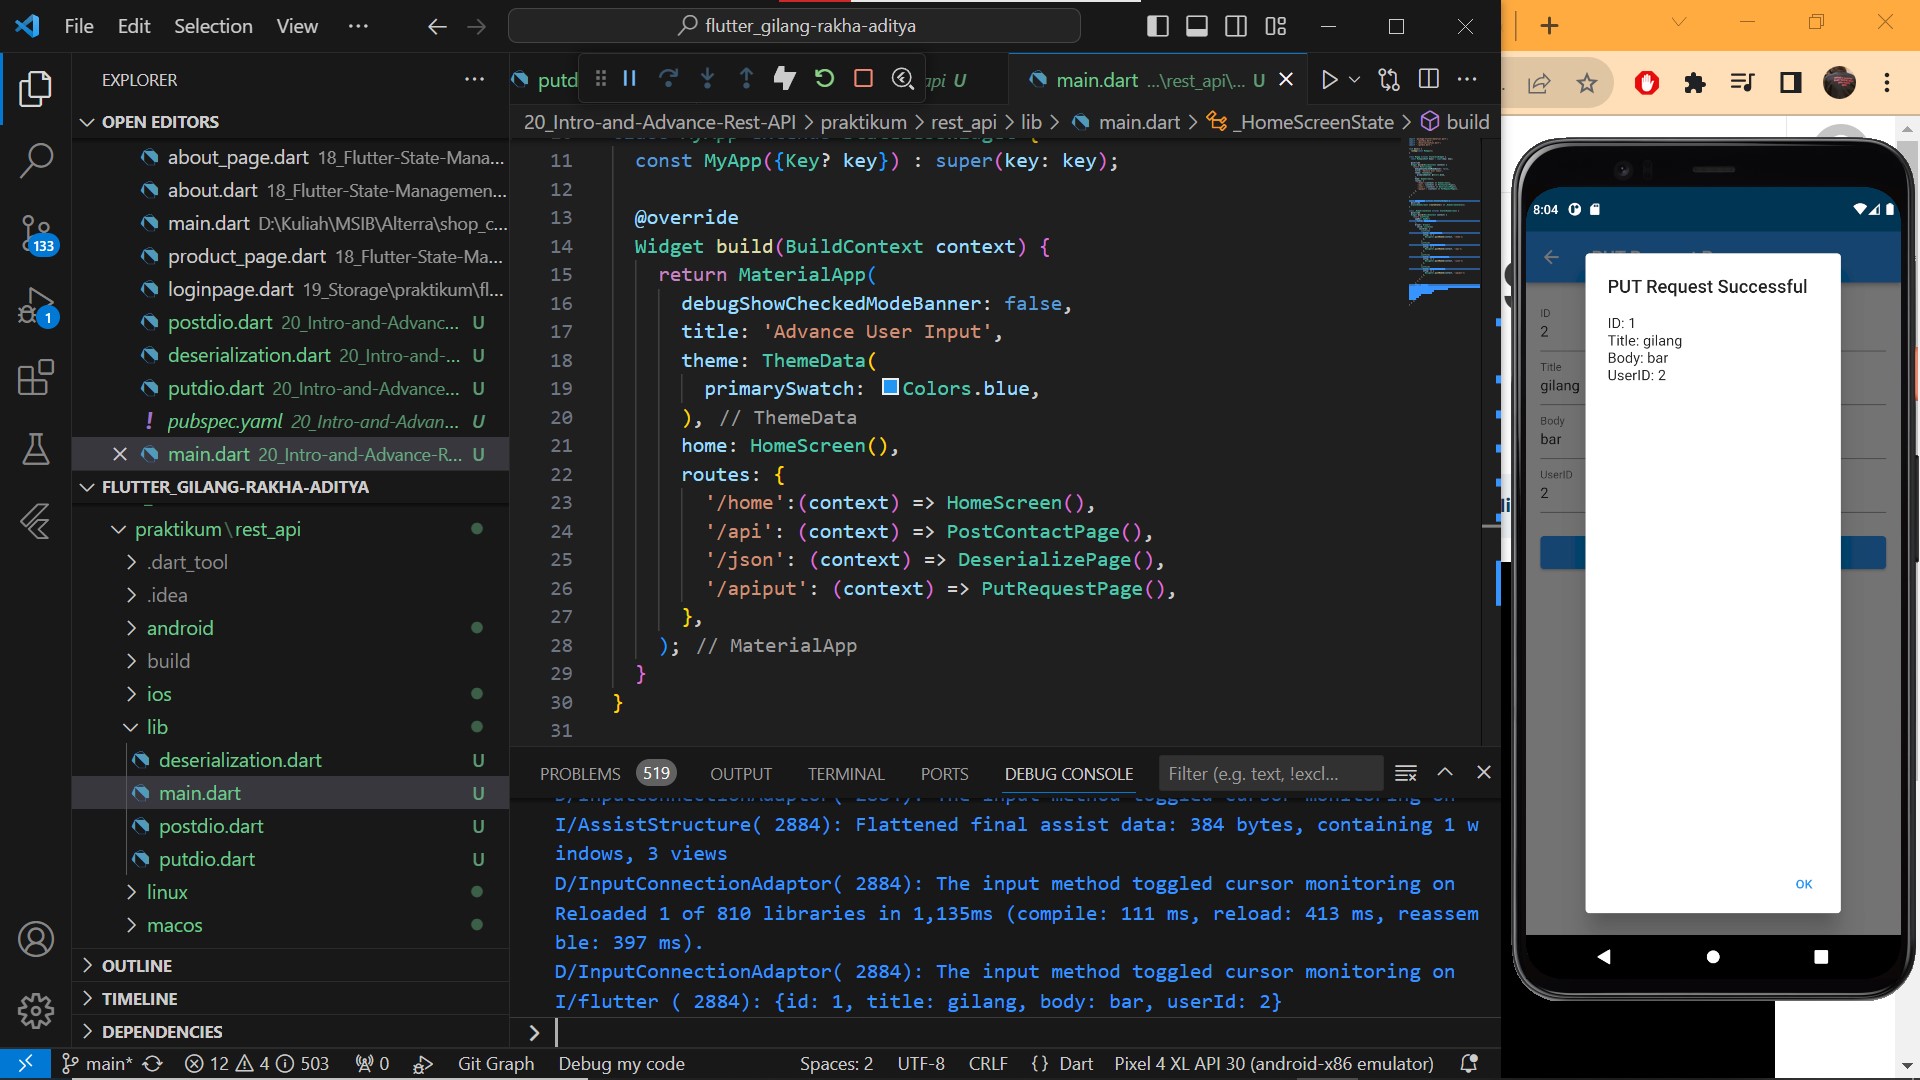 File Edit Selection View ···
flutter_gilang-rakha-aditya
EXPLORER
OPEN EDITORS
about_page.dart 18_Flutter-State-Mana...
about.dart 18_Flutter-State-Managemen...
main.dart D:\Kuliah\MSIB\Alterra\shop_c...
product_page.dart 18_Flutter-State-Ma...
loginpage.dart 19_Storage\praktikum\fl...
postdio.dart 20_Intro-and-Advanc... U
deserialization.dart 20_Intro-and-... U
putdio.dart 20_Intro-and-Advance... U
! pubspec.yaml 20_Intro-and-Advan... U
main.dart 20_Intro-and-Advance-R... U
133
1
FLUTTER_GILANG-RAKHA-ADITYA
praktikum\rest_api
.dart_tool
.idea
android
build
ios
lib
deserialization.dart U
main.dart U
postdio.dart U
putdio.dart U
linux
macos
OUTLINE
TIMELINE
DEPENDENCIES
putd
api U
main.dart ...\rest_api\... U
20_Intro-and-Advance-Rest-API > praktikum > rest_api > lib > main.dart > _HomeScreenState > build
11 const MyApp({Key? key}) : super(key: key);
12
13 @override
14 Widget build(BuildContext context) {
15 return MaterialApp(
16 debugShowCheckedModeBanner: false,
17 title: 'Advance User Input',
18 theme: ThemeData(
19 primarySwatch: Colors.blue,
20 ), // ThemeData
21 home: HomeScreen(),
22 routes: {
23 '/home':(context) => HomeScreen(),
24 '/api': (context) => PostContactPage(),
25 '/json': (context) => DeserializePage(),
26 '/apiput': (context) => PutRequestPage(),
27 },
28 ); // MaterialApp
29 }
30 }
31
PROBLEMS 519 OUTPUT TERMINAL PORTS DEBUG CONSOLE Filter (e.g. text, !excl...
D/InputConnectionAdaptor( 2884): The input method toggled cursor monitoring on
I/AssistStructure( 2884): Flattened final assist data: 384 bytes, containing 1 w
indows, 3 views
D/InputConnectionAdaptor( 2884): The input method toggled cursor monitoring on
Reloaded 1 of 810 libraries in 1,135ms (compile: 111 ms, reload: 413 ms, reassem
ble: 397 ms).
D/InputConnectionAdaptor( 2884): The input method toggled cursor monitoring on
I/flutter ( 2884): {id: 1, title: gilang, body: bar, userId: 2}
>
main* 12 4 503 0 Git Graph Debug my code Spaces: 2 UTF-8 CRLF {} Dart Pixel 4 XL API 30 (android-x86 emulator)
8:04
ID
2
Title
gilang
Body
bar
UserID
2
PUT Request Successful
ID: 1
Title: gilang
Body: bar
UserID: 2
OK